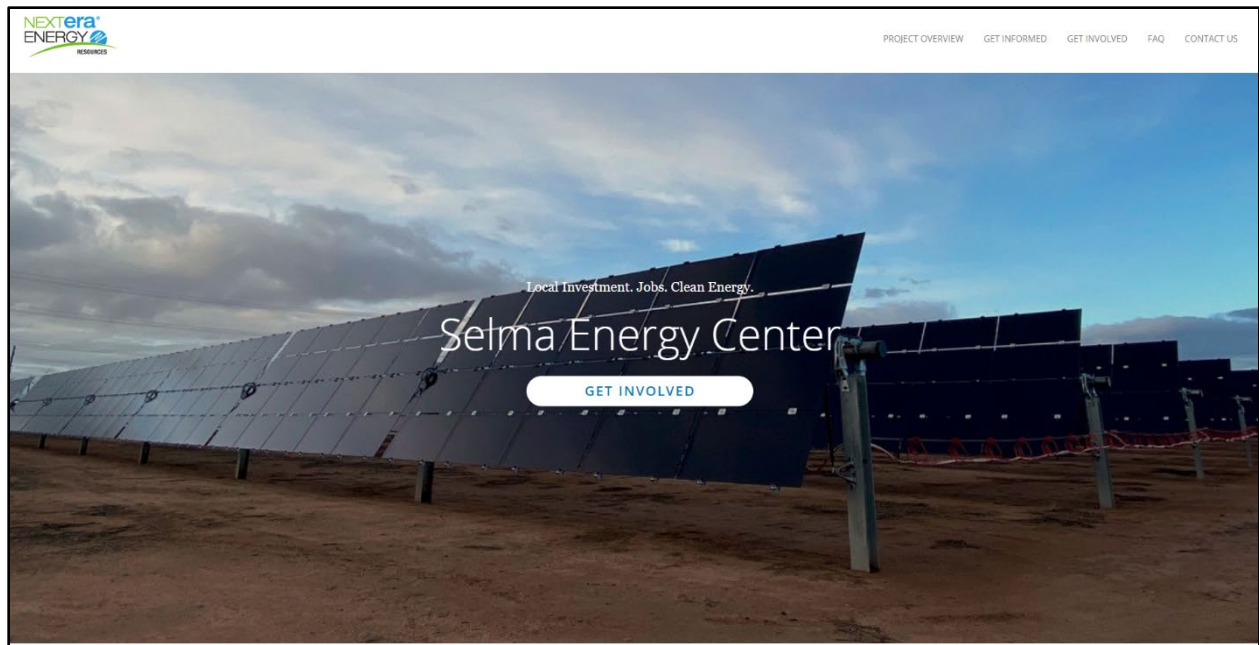 NEXTera®
ENERGY
RESOURCES
PROJECT OVERVIEW GET INFORMED GET INVOLVED FAQ CONTACT US
Local Investment. Jobs. Clean Energy.
Selma Energy Center
GET INVOLVED